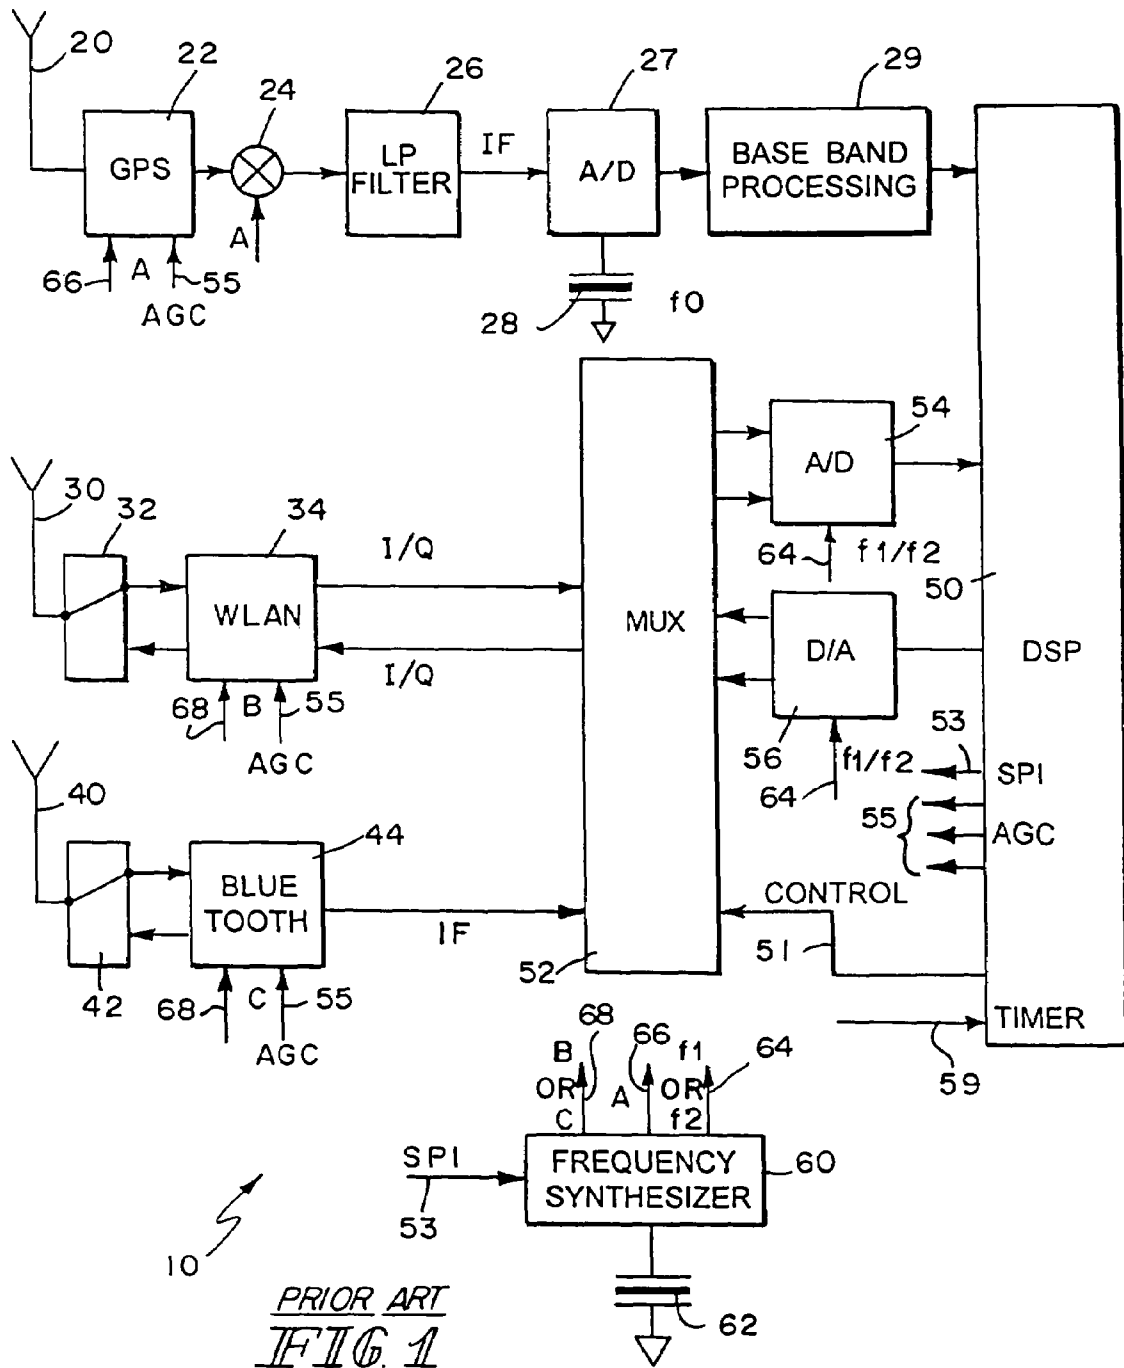 20
22
24
26
27
29
GPS
LP
FILTER
IF
A/D
BASE BAND
PROCESSING
A
66
A
55
AGC
28
f0
54
A/D
30
32
34
I/Q
64
f1/f2
50
WLAN
MUX
D/A
DSP
I/Q
68
B
55
AGC
56
f1/f2
64
53
SPI
40
44
55
AGC
BLUE
TOOTH
CONTROL
IF
51
42
68
C
55
AGC
52
TIMER
59
B
OR
C
68
66
A
f1
OR
f2
64
SPI
53
FREQUENCY
SYNTHESIZER
60
10
62
PRIOR ART
FIG. 1